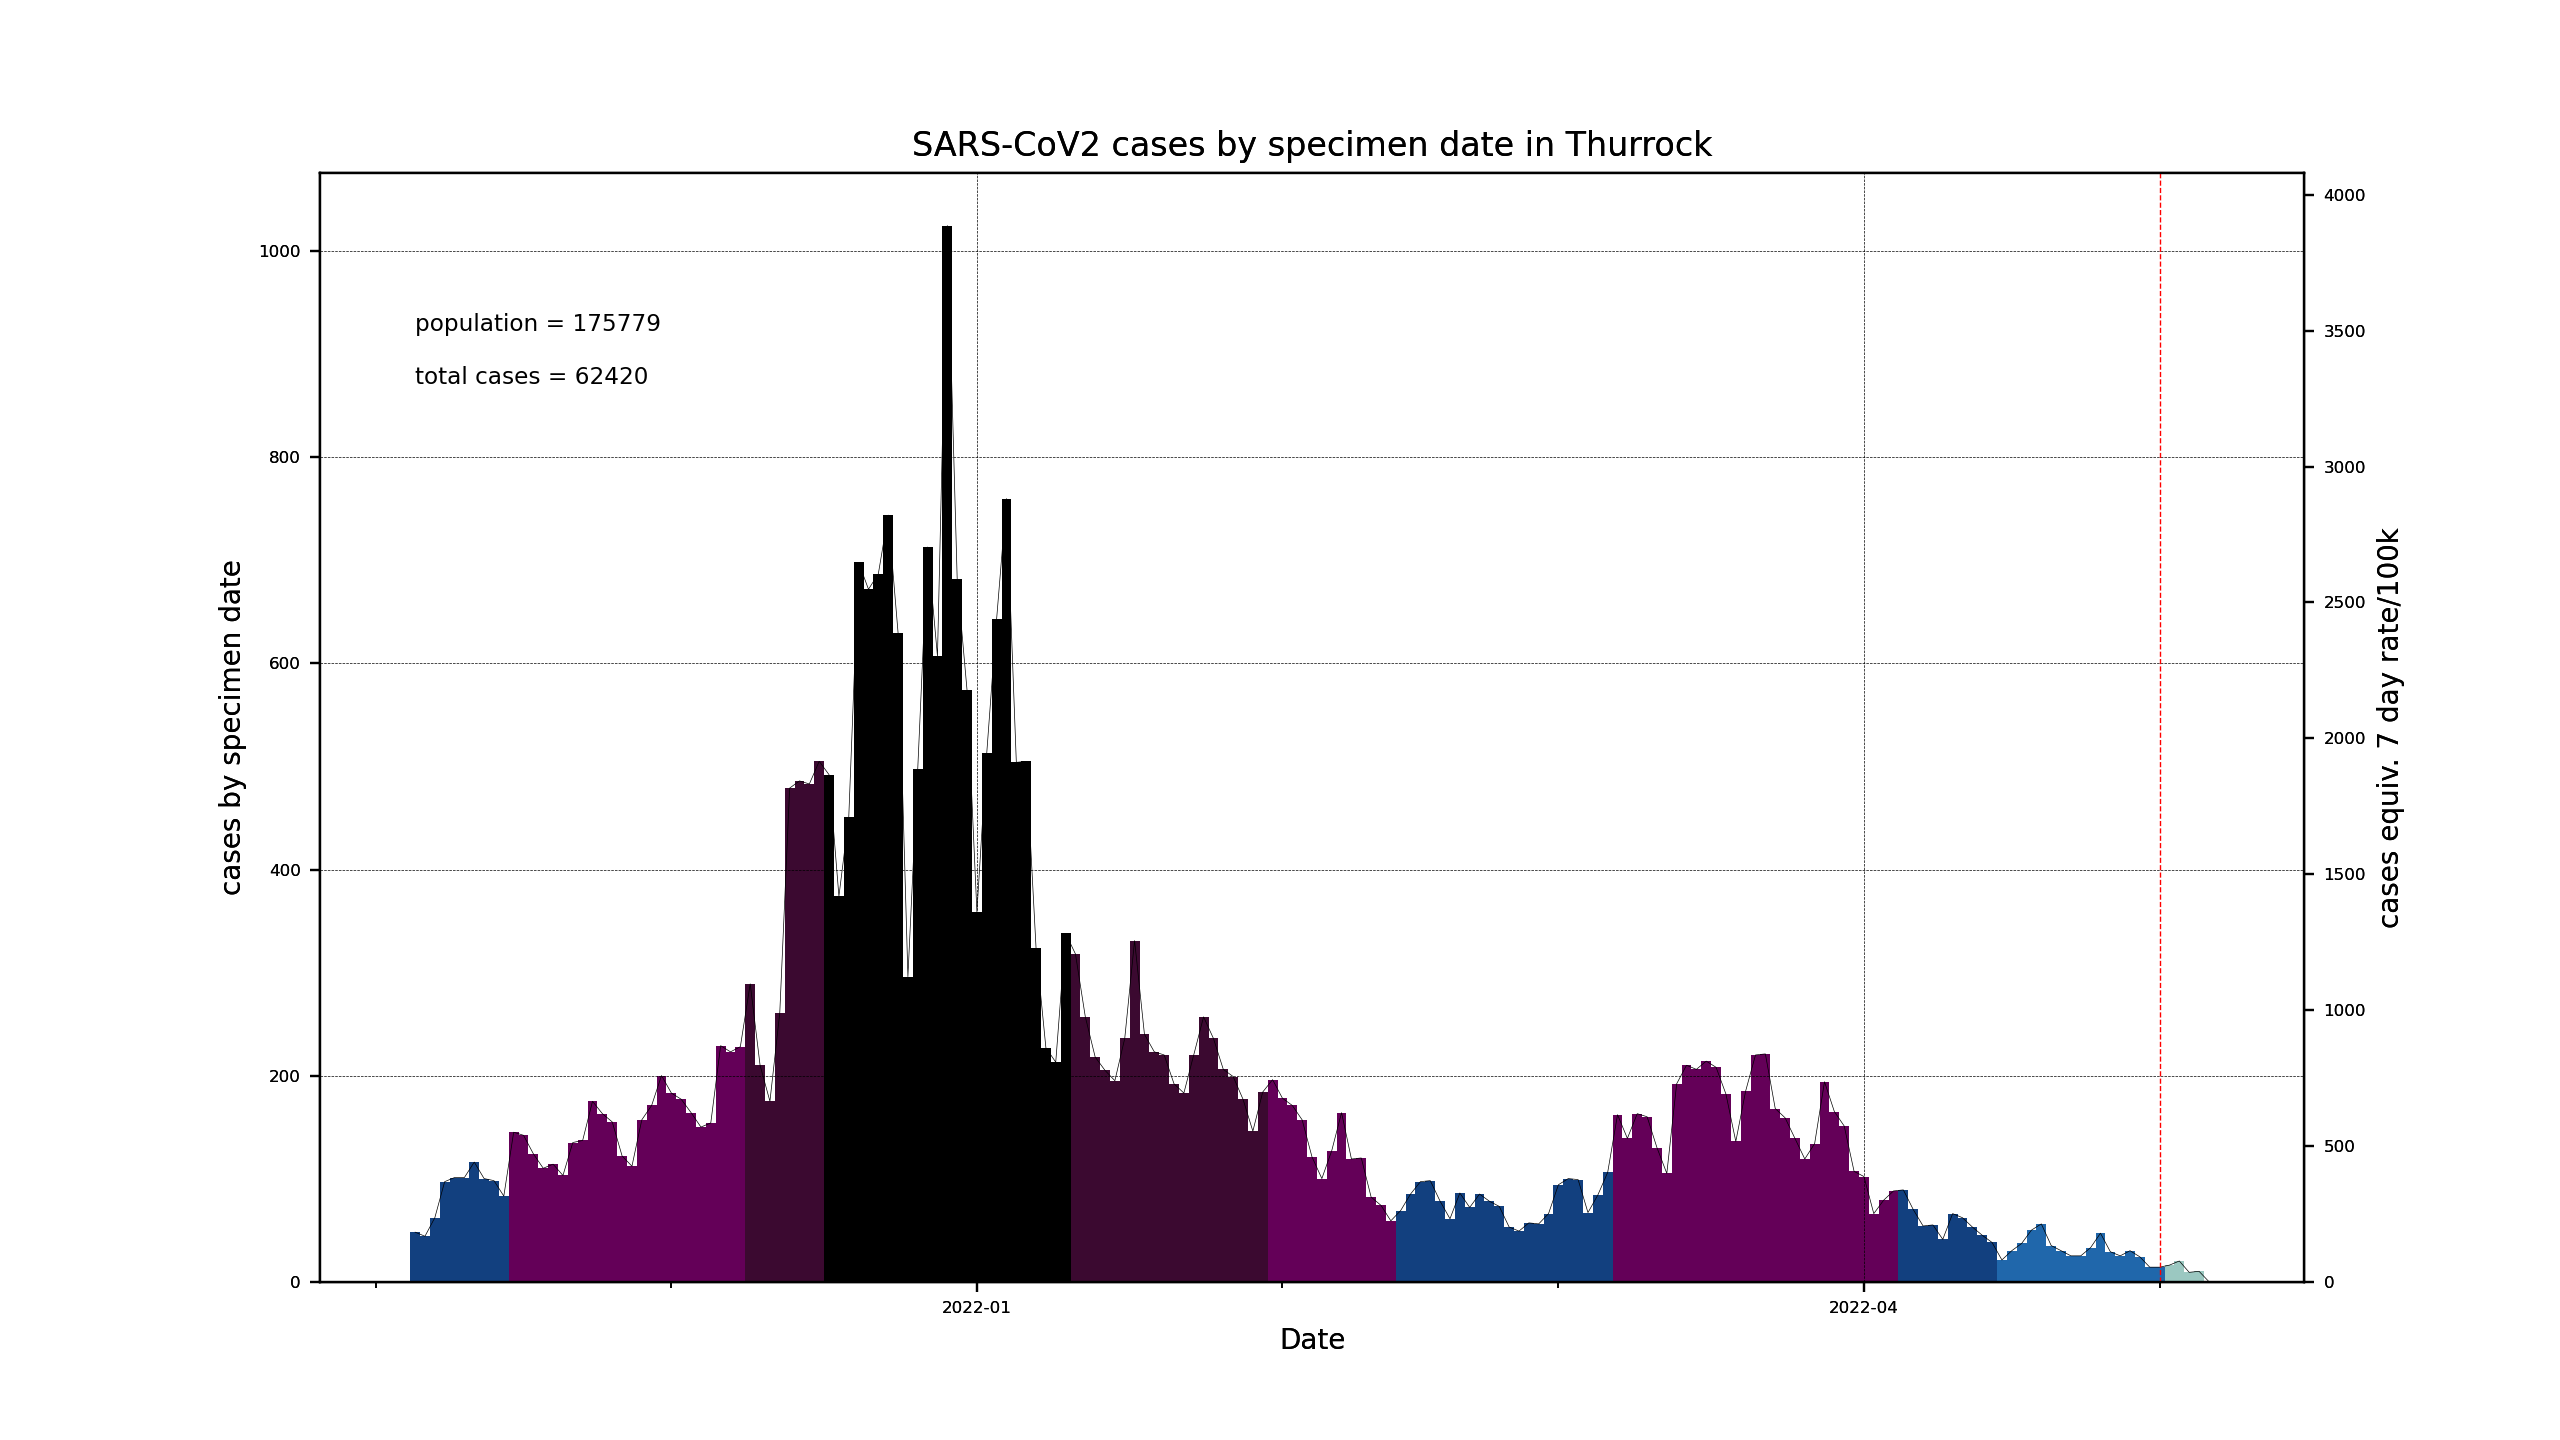 SARS-CoV2 cases by specimen date in Thurrock
population = 175779
total cases = 62420
cases by specimen date
1000
800
600
400
200
0
4000
3500
3000
2500
2000
1500
1000
500
0
cases equiv. 7 day rate/100k
2022-01
2022-04
Date